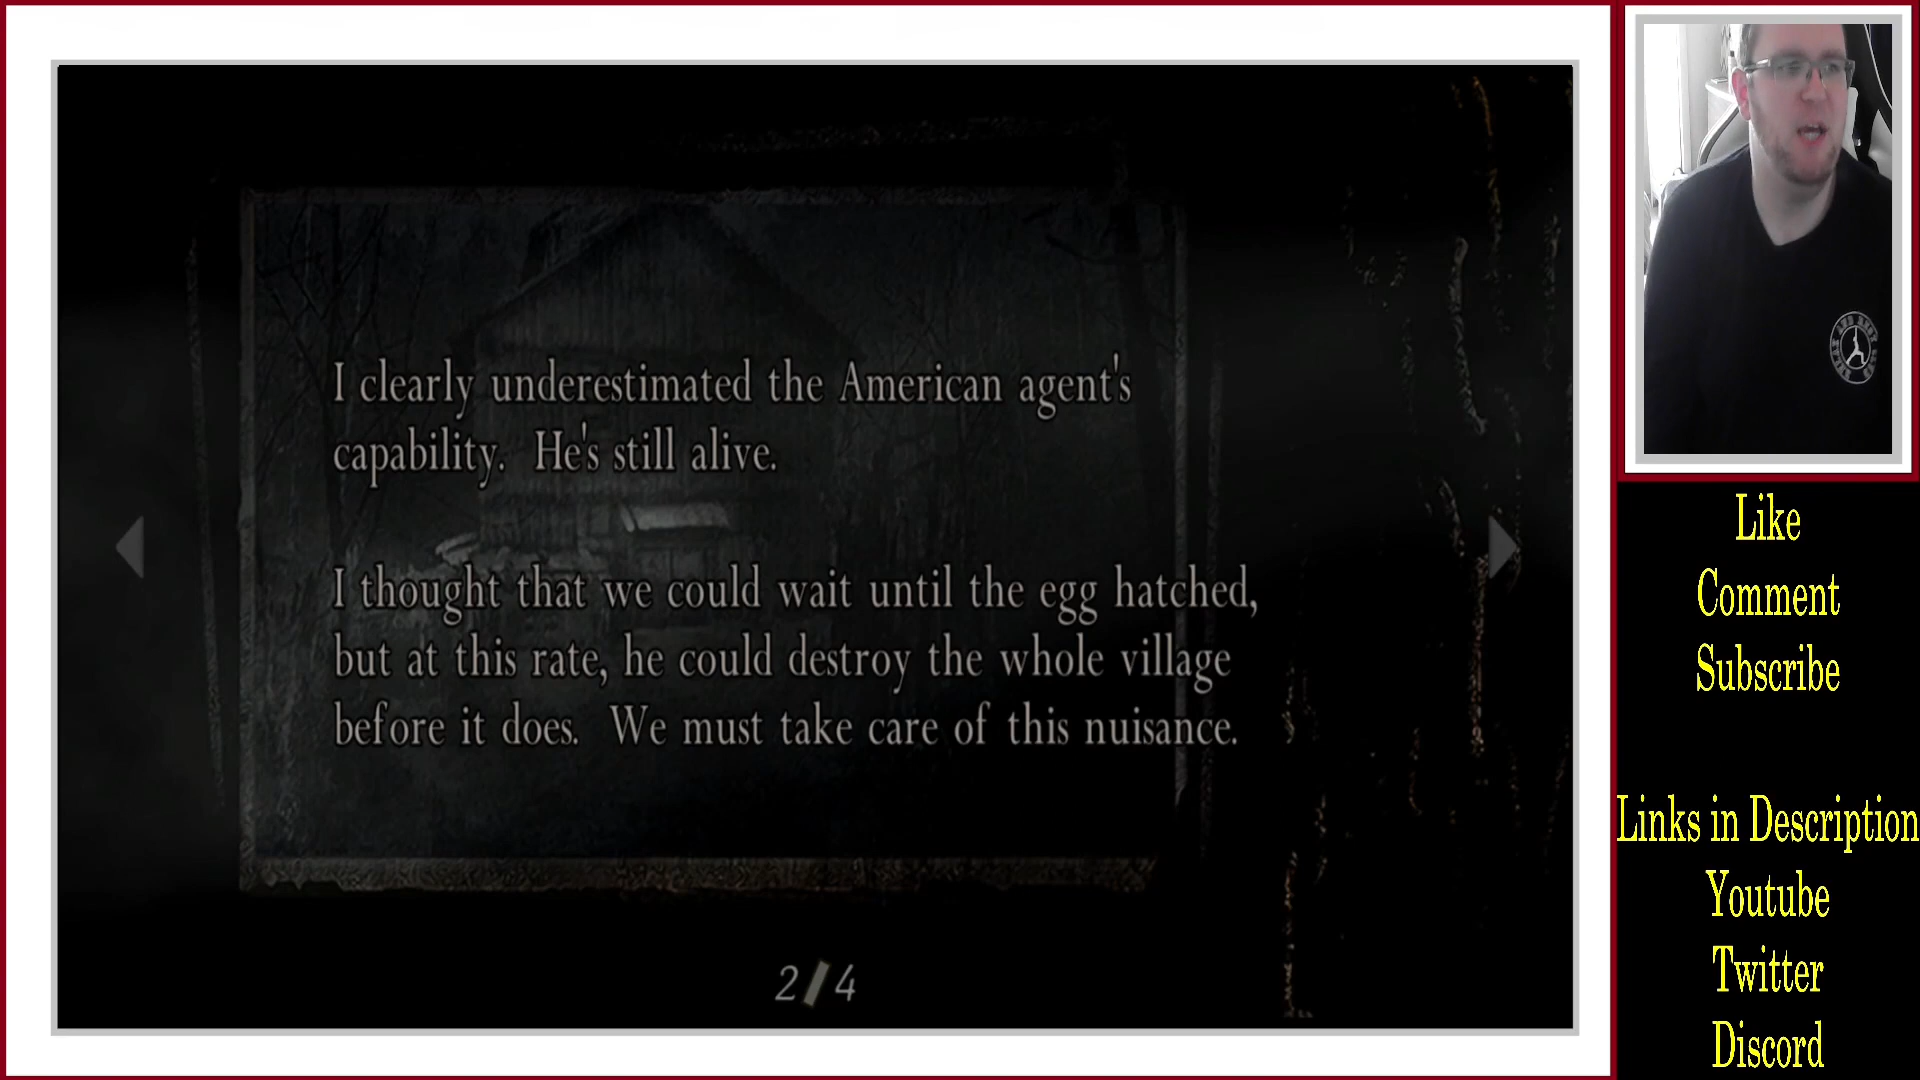 I clearly underestimated the American agent's
capability. He's still alive.
I thought that we could wait until the egg hatched,
but at this rate, he could destroy the whole village
before it does. We must take care of this nuisance.
2/4
Like
Comment
Subscribe
Links in Description
Youtube
Twitter
Discord